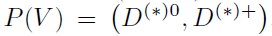 P(V) = (D^{(*)0}, D^{(*)+})